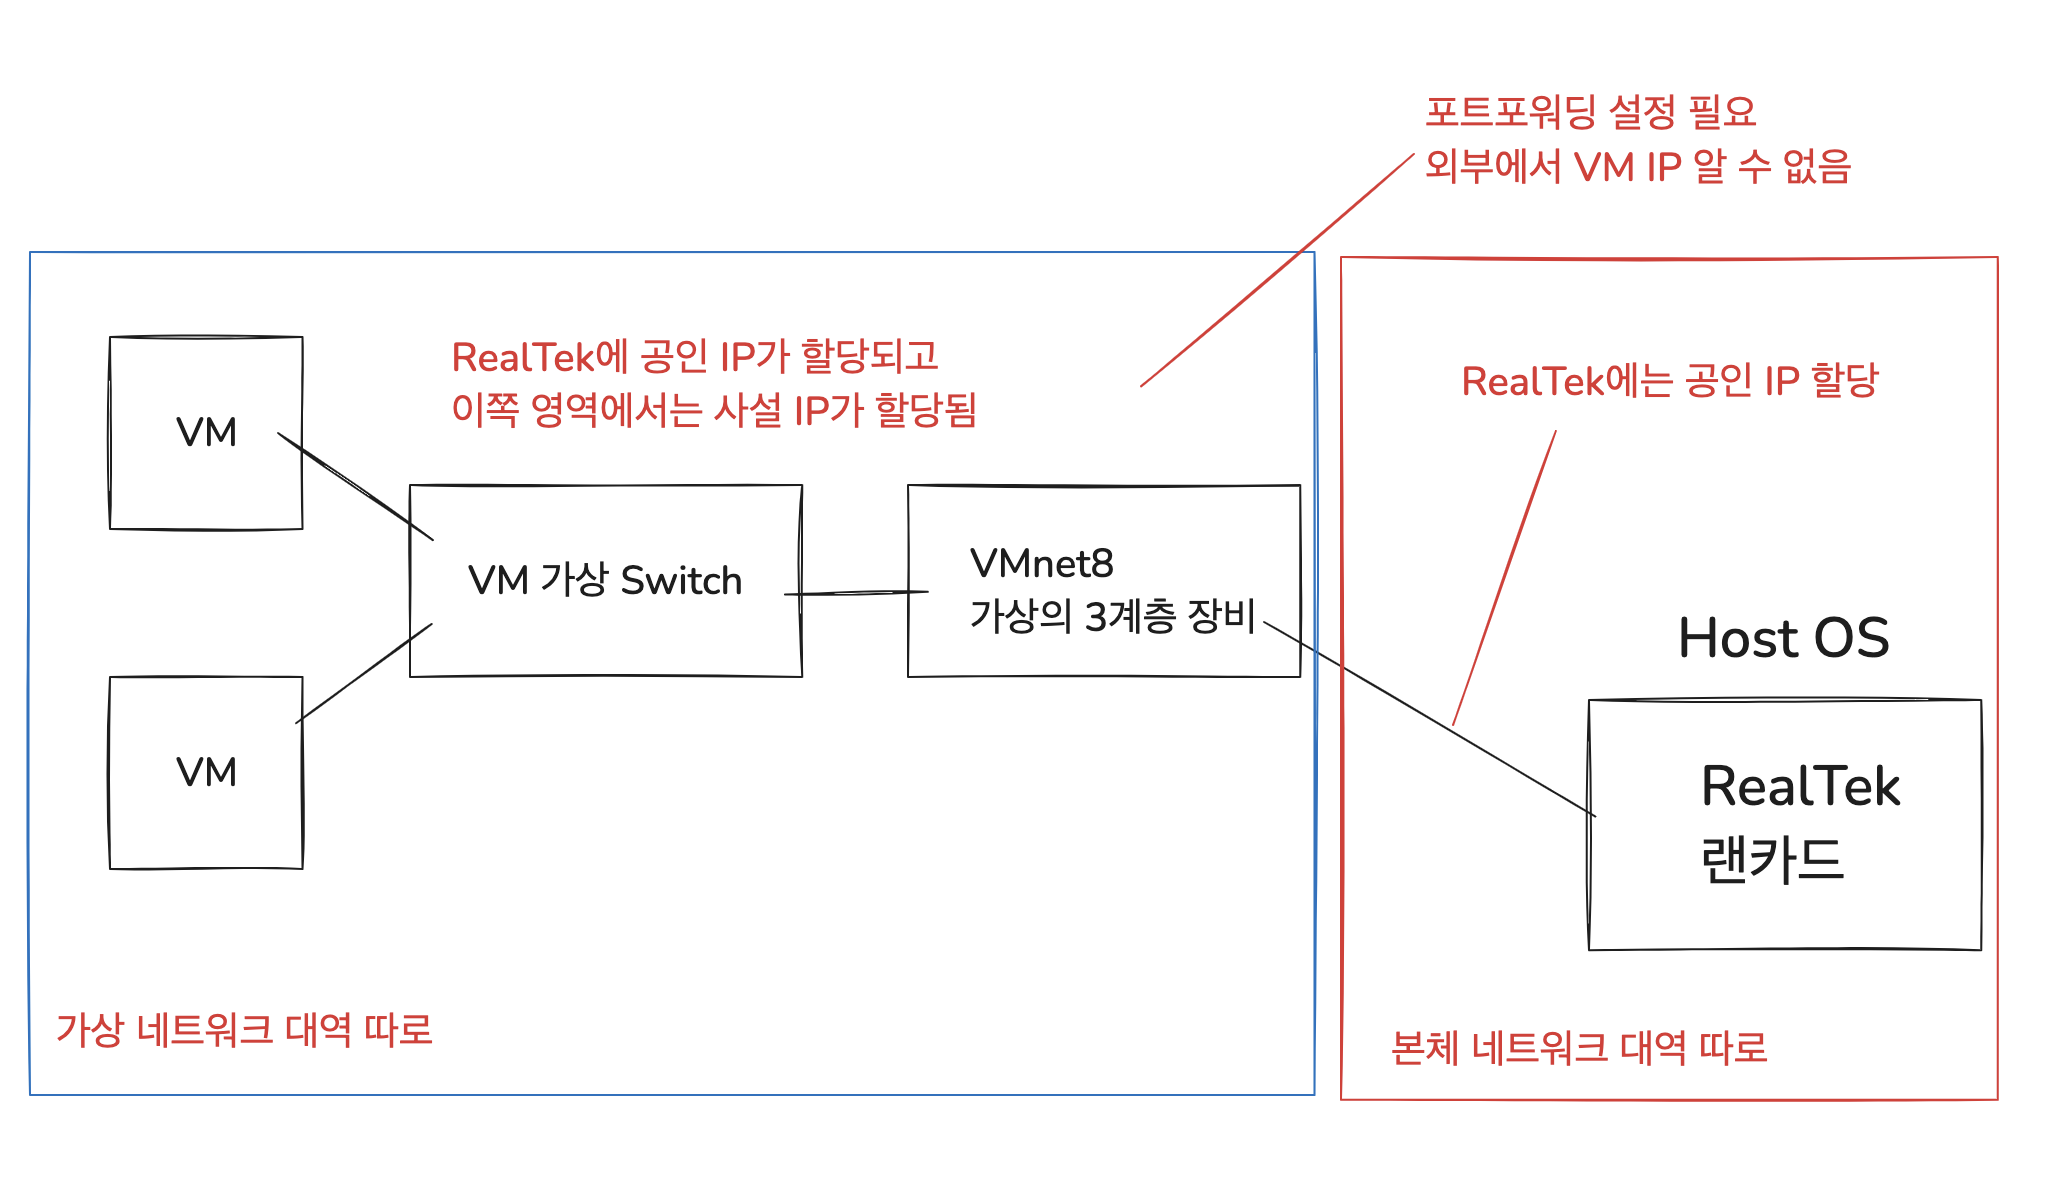 포트포워딩 설정 필요
외부에서 VM IP 알 수 없음
RealTek에 공인 IP가 할당되고
이쪽 영역에서는 사설 IP가 할당됨
RealTek에는 공인 IP 할당
VM
VM 가상 Switch
VMnet8
가상의 3계층 장비
Host OS
VM
RealTek
랜카드
가상 네트워크 대역 따로
본체 네트워크 대역 따로